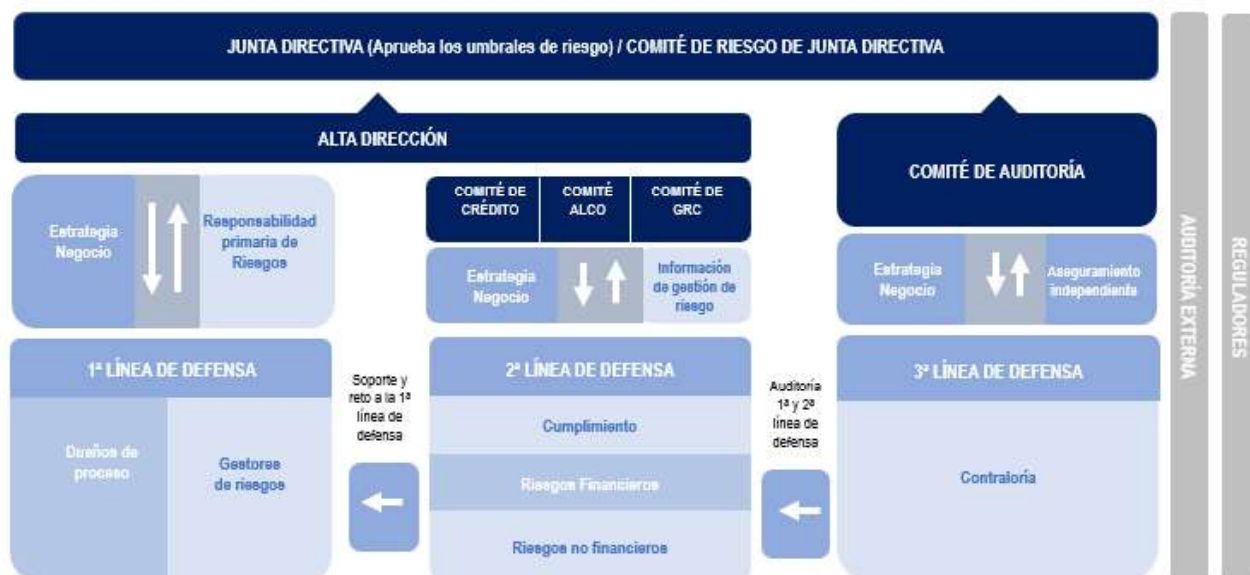 JUNTA DIRECTIVA (Aprueba los umbrales de riesgo) / COMITÉ DE RIESGO DE JUNTA DIRECTIVA
ALTA DIRECCIÓN
Estrategia
Negocio
Responsabilidad
primaria de
Riesgos
COMITÉ DE
CRÉDITO
COMITÉ
ALCO
COMITÉ DE
GRC
Estrategia
Negocio
Información
de gestión de
riesgo
COMITÉ DE AUDITORÍA
Estrategia
Negocio
Aseguramiento
independiente
1ª LÍNEA DE DEFENSA
Dueños de
proceso
Gestores
de riesgos
Soporte y
reto a la 1ª
línea de
defensa
2ª LÍNEA DE DEFENSA
Cumplimiento
Riesgos Financieros
Riesgos no financieros
Auditoría
1ª y 2ª
línea de
defensa
3ª LÍNEA DE DEFENSA
Contraloría
AUDITORÍA EXTERNA
REGULADORES